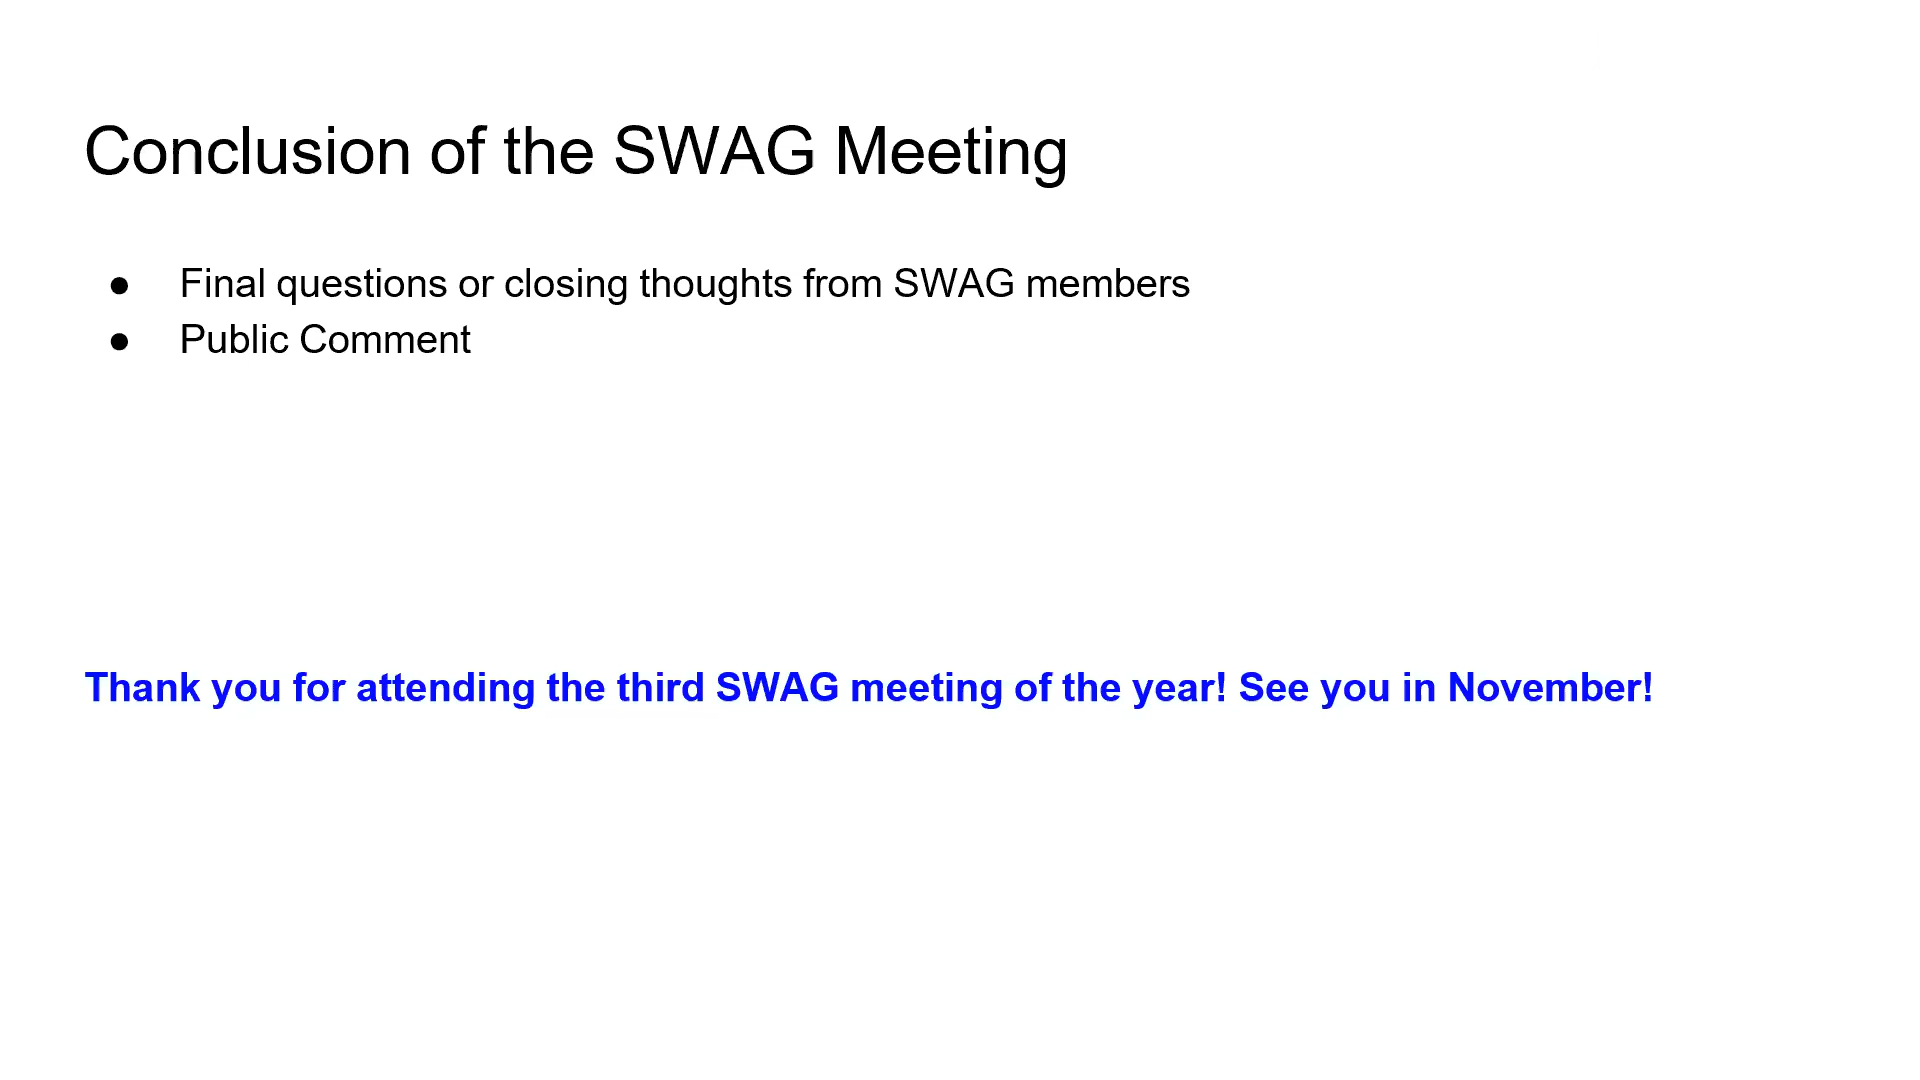 Conclusion of the SWAG Meeting
● Final questions or closing thoughts from SWAG members
● Public Comment
Thank you for attending the third SWAG meeting of the year! See you in November!